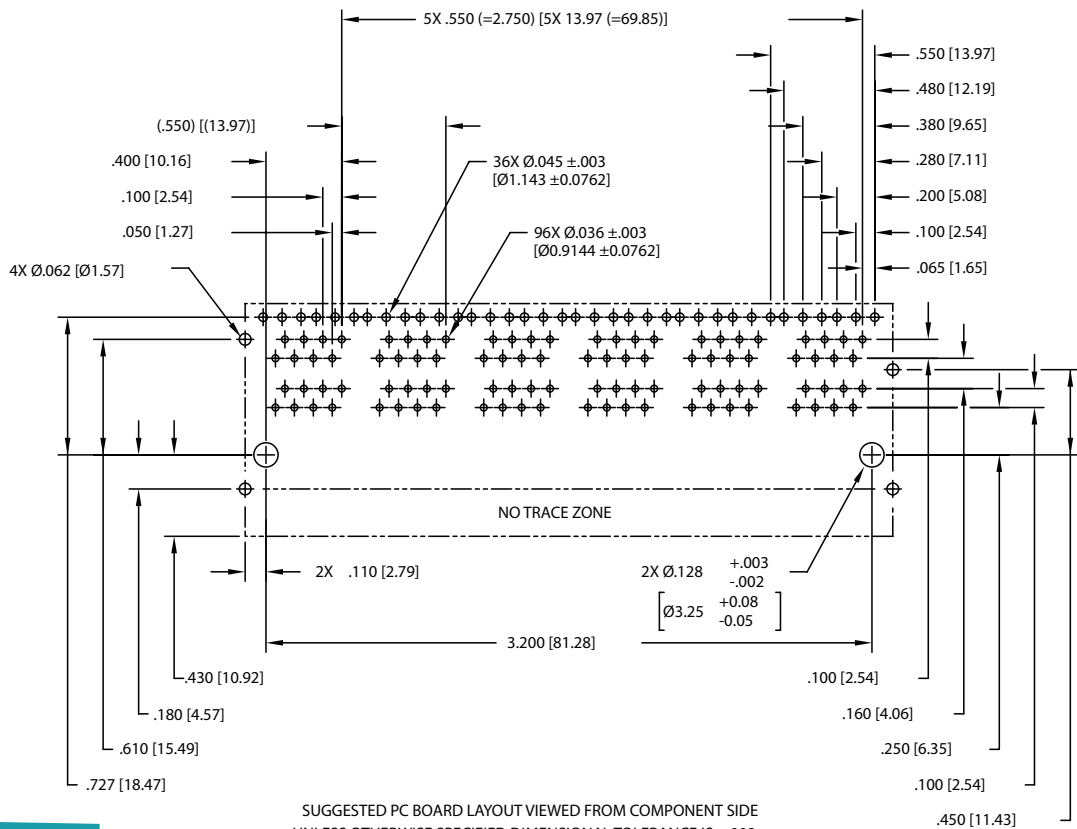 5X .550 (=2.750) [5X 13.97 (=69.85)]
.550 [13.97]
.480 [12.19]
(.550) [(13.97)]
.380 [9.65]
.400 [10.16]
36X Ø.045 ±.003
[Ø1.143 ±0.0762]
.280 [7.11]
.100 [2.54]
.200 [5.08]
.050 [1.27]
96X Ø.036 ±.003
[Ø0.9144 ±0.0762]
.100 [2.54]
4X Ø.062 [Ø1.57]
.065 [1.65]
NO TRACE ZONE
2X .110 [2.79]
2X Ø.128 +.003
-.002
[Ø3.25 +0.08
-0.05 ]
3.200 [81.28]
.430 [10.92]
.100 [2.54]
.180 [4.57]
.160 [4.06]
.610 [15.49]
.250 [6.35]
.727 [18.47]
.100 [2.54]
SUGGESTED PC BOARD LAYOUT VIEWED FROM COMPONENT SIDE
.450 [11.43]
UNLESS OTHERWISE SPECIFIED DIMENSIONAL TOLERANCE IS